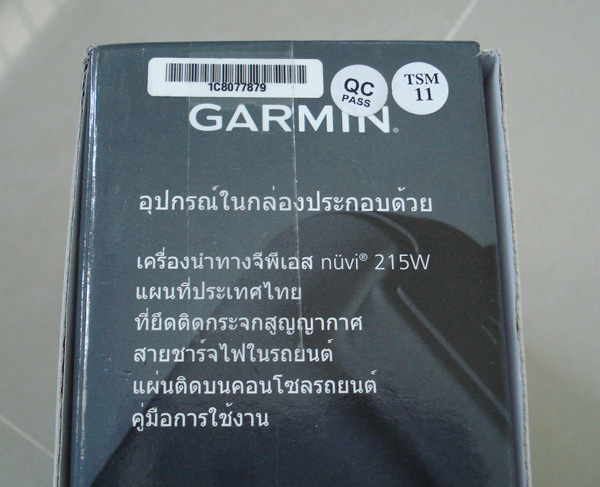 1C8077879
QC
PASS
TSM
11
GARMIN®
อุปกรณ์ในกล่องประกอบด้วย
เครื่องนำทางจีพีเอส nüvi® 215W
แผนที่ประเทศไทย
ที่ยึดติดกระจกสูญญากาศ
สายชาร์จไฟในรถยนต์
แผ่นติดบนคอนโซลรถยนต์
คู่มือการใช้งาน